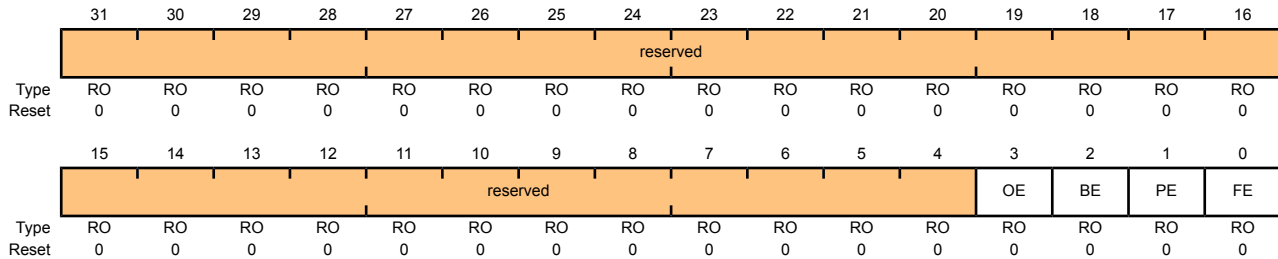 31 30 29 28 27 26 25 24 23 22 21 20 19 18 17 16
reserved
Type RO RO RO RO RO RO RO RO RO RO RO RO RO RO RO RO
Reset 0 0 0 0 0 0 0 0 0 0 0 0 0 0 0 0
15 14 13 12 11 10 9 8 7 6 5 4 3 2 1 0
reserved OE BE PE FE
Type RO RO RO RO RO RO RO RO RO RO RO RO RO RO RO RO
Reset 0 0 0 0 0 0 0 0 0 0 0 0 0 0 0 0